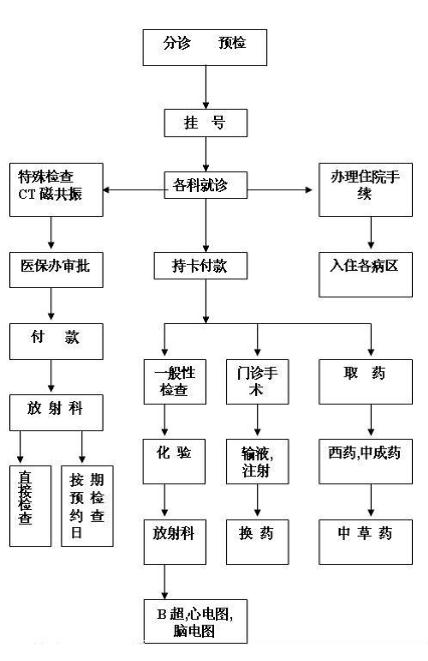 分诊 预检
挂 号
特殊检查
CT 磁共振
各科就诊
办理住院手
续
医保办审批
持卡付款
入住各病区
付 款
一般性
检查
门诊手
术
取 药
放 射 科
化 验
输液,
注射
西药,中成药
直接检查
按 期
预 检
约 查
日
放射科
换 药
中 草 药
B 超,心电图,
脑电图